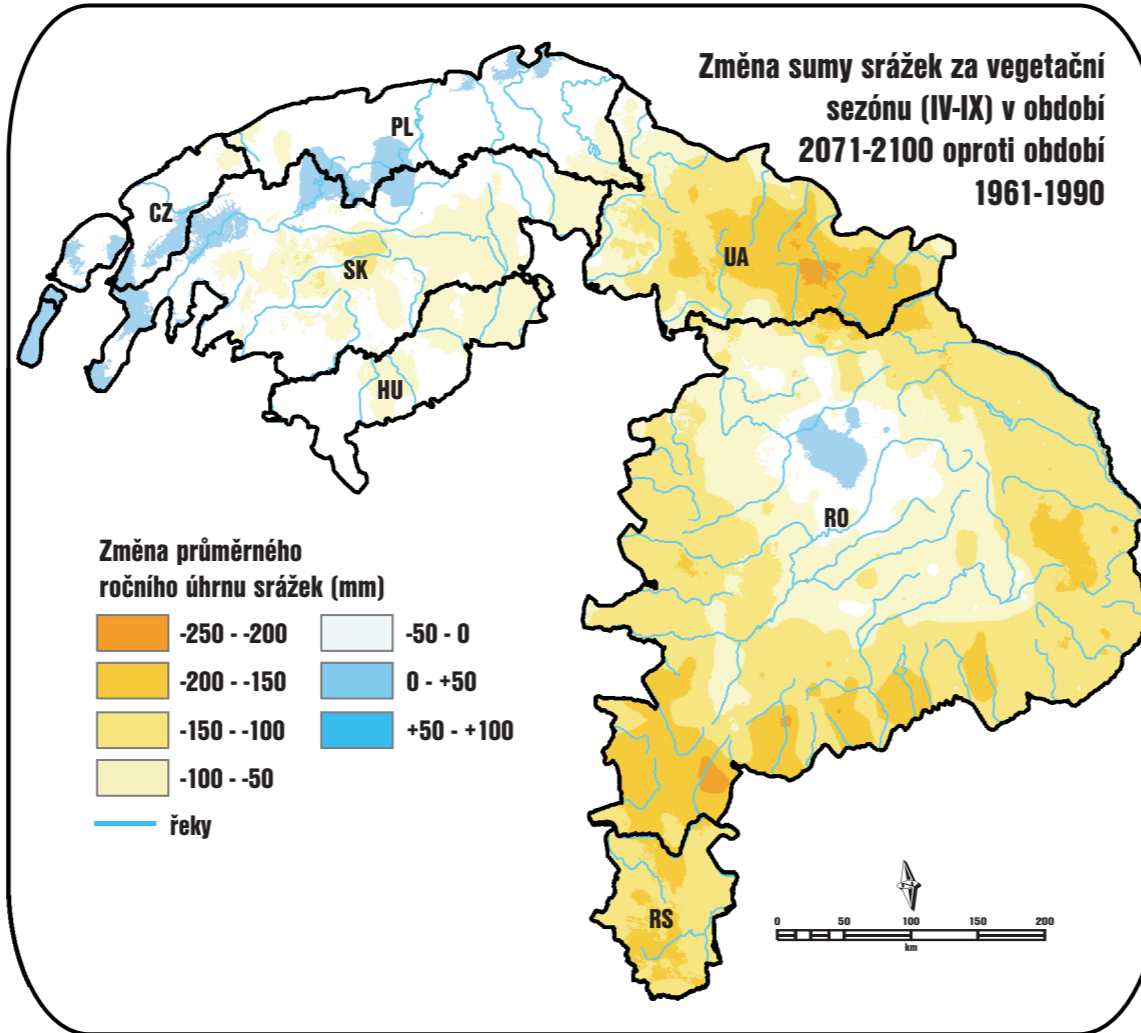 Změna sumy srážek za vegetační
sezónu (IV-IX) v období
2071-2100 oproti období
1961-1990
PL
CZ
SK
UA
HU
RO
RS
Změna průměrného
ročního úhrnu srážek (mm)
-250 - -200
-200 - -150
-150 - -100
-100 - -50
řeky
-50 - 0
0 - +50
+50 - +100
0 50 100 150 200
km